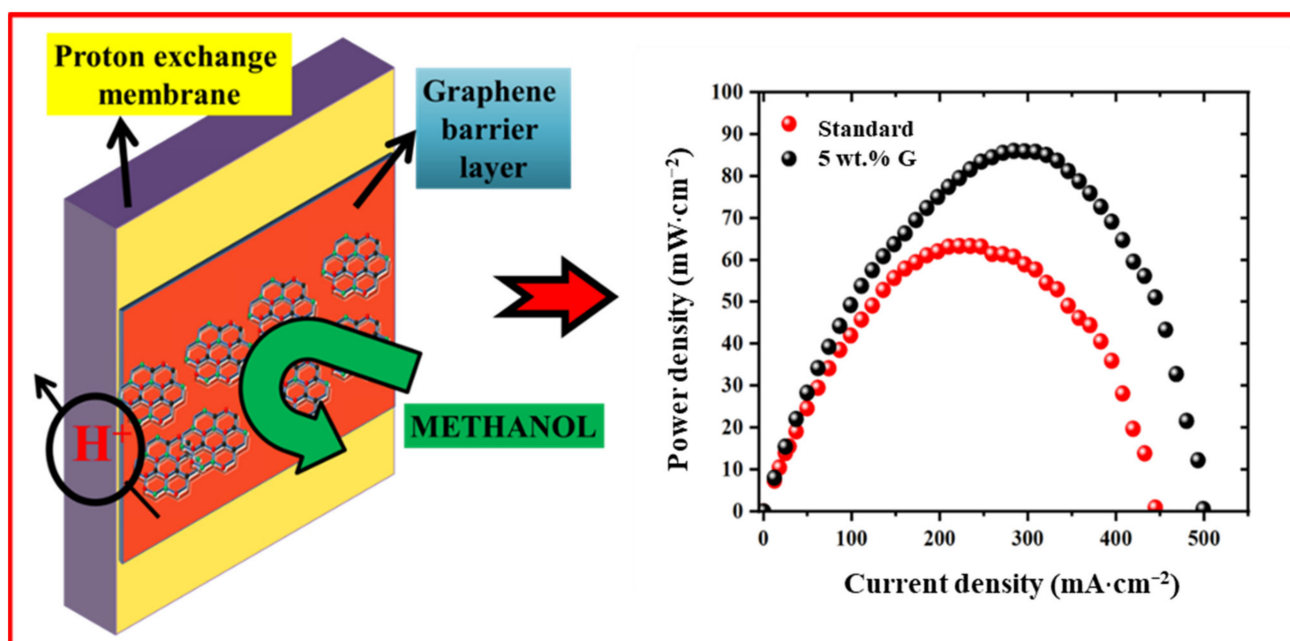 Proton exchange
membrane
Graphene
barrier
layer
H⁺
METHANOL
Power density (mW·cm⁻²)
100
90
80
70
60
50
40
30
20
10
0
Standard
5 wt.% G
0 100 200 300 400 500
Current density (mA·cm⁻²)